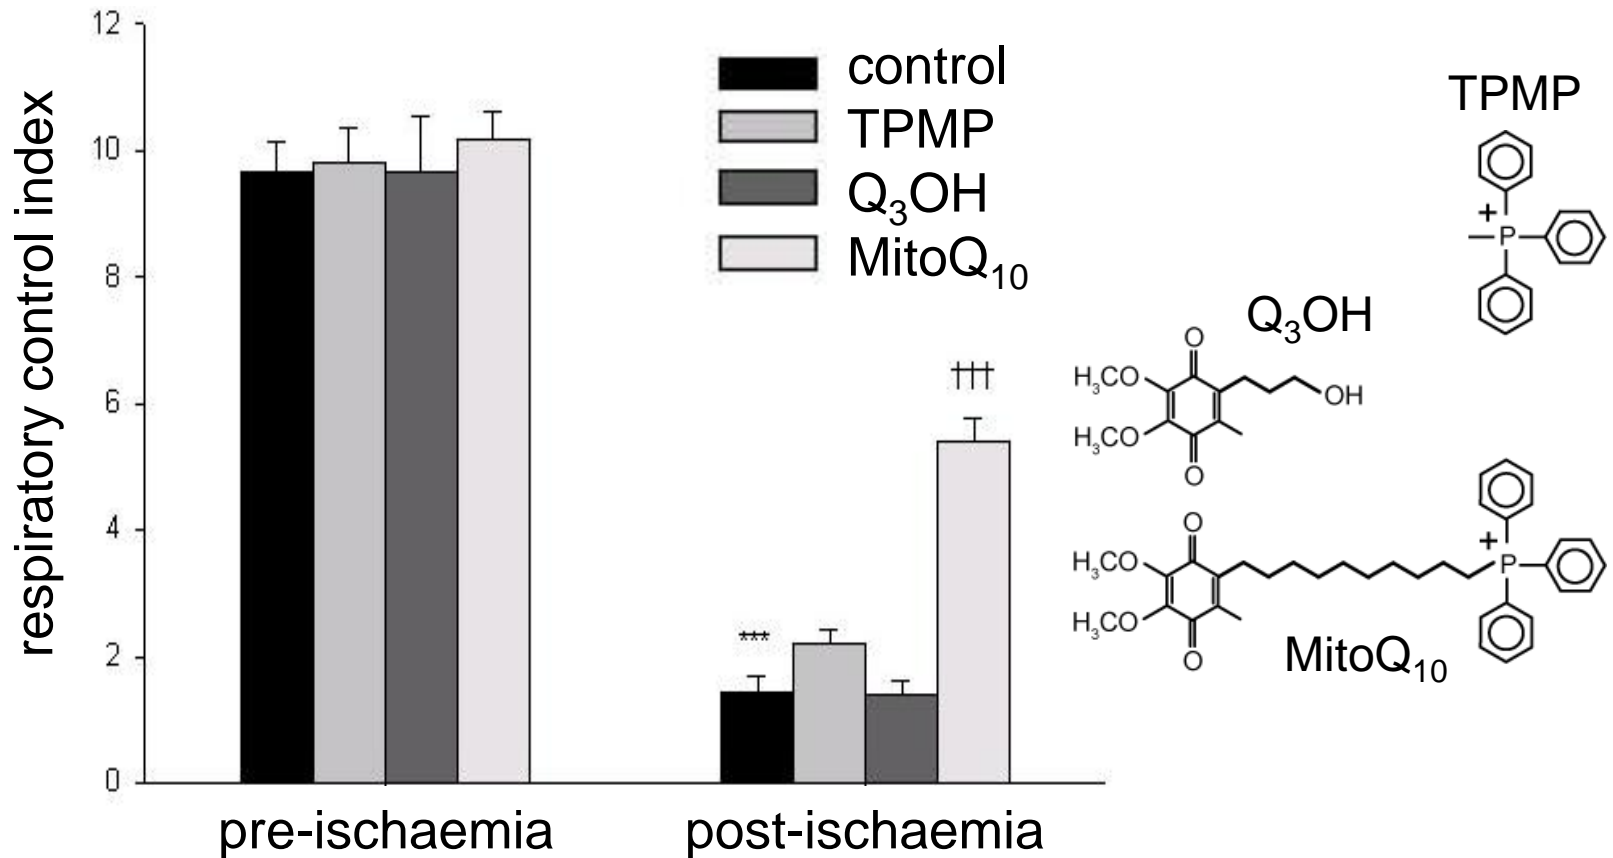 respiratory control index
12
10
8
6
4
2
0
control
TPMP
Q₃OH
MitoQ₁₀
***
†††
pre-ischaemia
post-ischaemia
TPMP
+
P
Q₃OH
O
H₃CO
OH
H₃CO
O
O
+
H₃CO
P
H₃CO
O
MitoQ₁₀